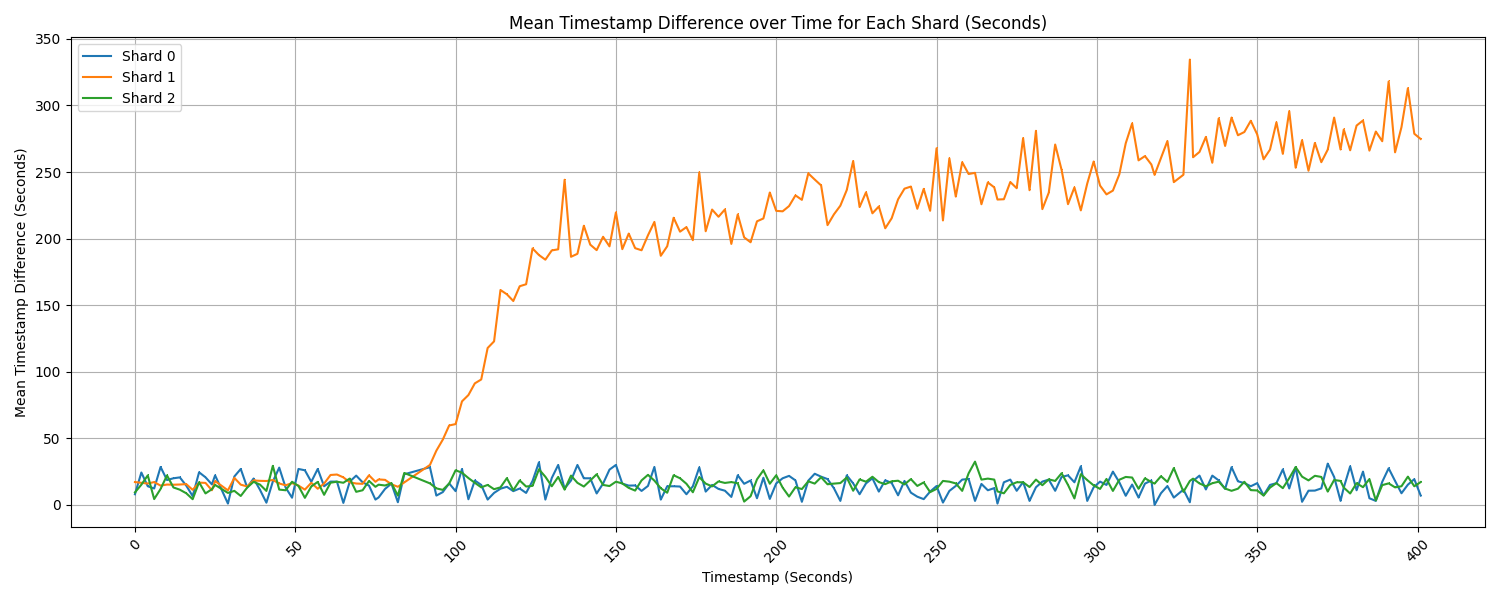 Mean Timestamp Difference over Time for Each Shard (Seconds)
Shard 0
Shard 1
Shard 2
Mean Timestamp Difference (Seconds)
350
300
250
200
150
100
50
0
0
50
100
150
200
250
300
350
400
Timestamp (Seconds)